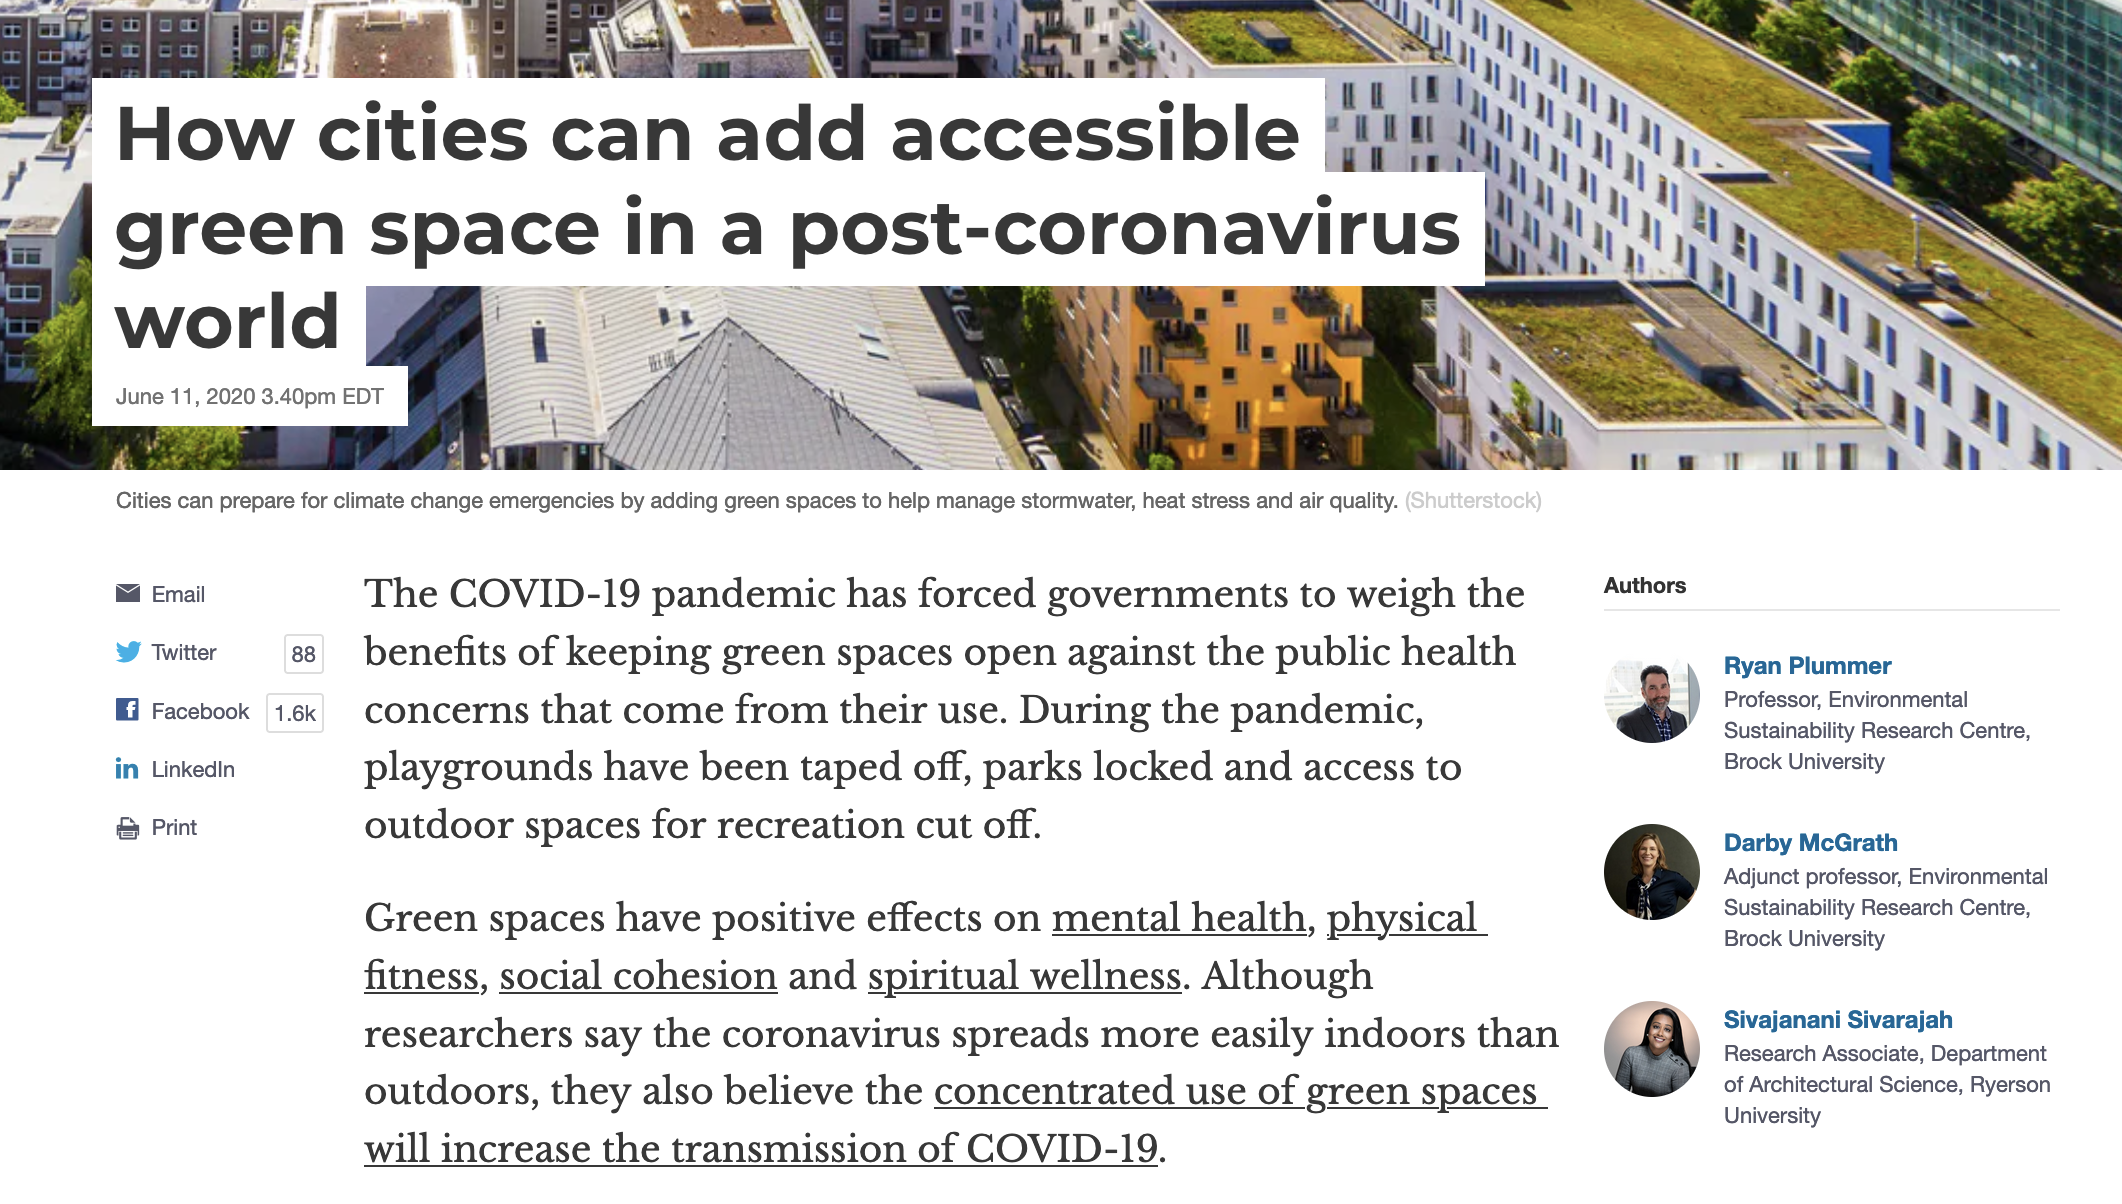 How cities can add accessible
green space in a post-coronavirus
world
June 11, 2020 3.40pm EDT
Cities can prepare for climate change emergencies by adding green spaces to help manage stormwater, heat stress and air quality. (Shutterstock)
Email
Twitter 88
Facebook 1.6k
LinkedIn
Print
The COVID-19 pandemic has forced governments to weigh the
benefits of keeping green spaces open against the public health
concerns that come from their use. During the pandemic,
playgrounds have been taped off, parks locked and access to
outdoor spaces for recreation cut off.
Green spaces have positive effects on mental health, physical
fitness, social cohesion and spiritual wellness. Although
researchers say the coronavirus spreads more easily indoors than
outdoors, they also believe the concentrated use of green spaces
will increase the transmission of COVID-19.
Authors
Ryan Plummer
Professor, Environmental
Sustainability Research Centre,
Brock University
Darby McGrath
Adjunct professor, Environmental
Sustainability Research Centre,
Brock University
Sivajanani Sivarajah
Research Associate, Department
of Architectural Science, Ryerson
University